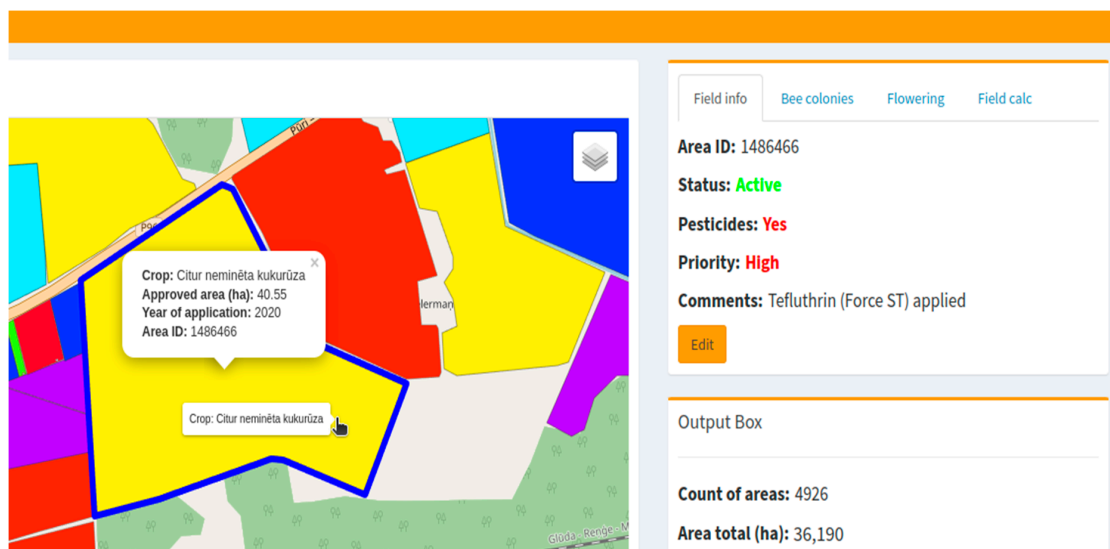 Field info
Bee colonies
Flowering
Field calc
Area ID: 1486466
Status: Active
Pesticides: Yes
Priority: High
Comments: Tefluthrin (Force ST) applied
Edit
Output Box
Count of areas: 4926
Area total (ha): 36,190
Pūri -
×
Crop: Citur neminēta kukurūza
Approved area (ha): 40.55
Year of application: 2020
Area ID: 1486466
Crop: Citur neminēta kukurūza
Glūda - Reņģe - M